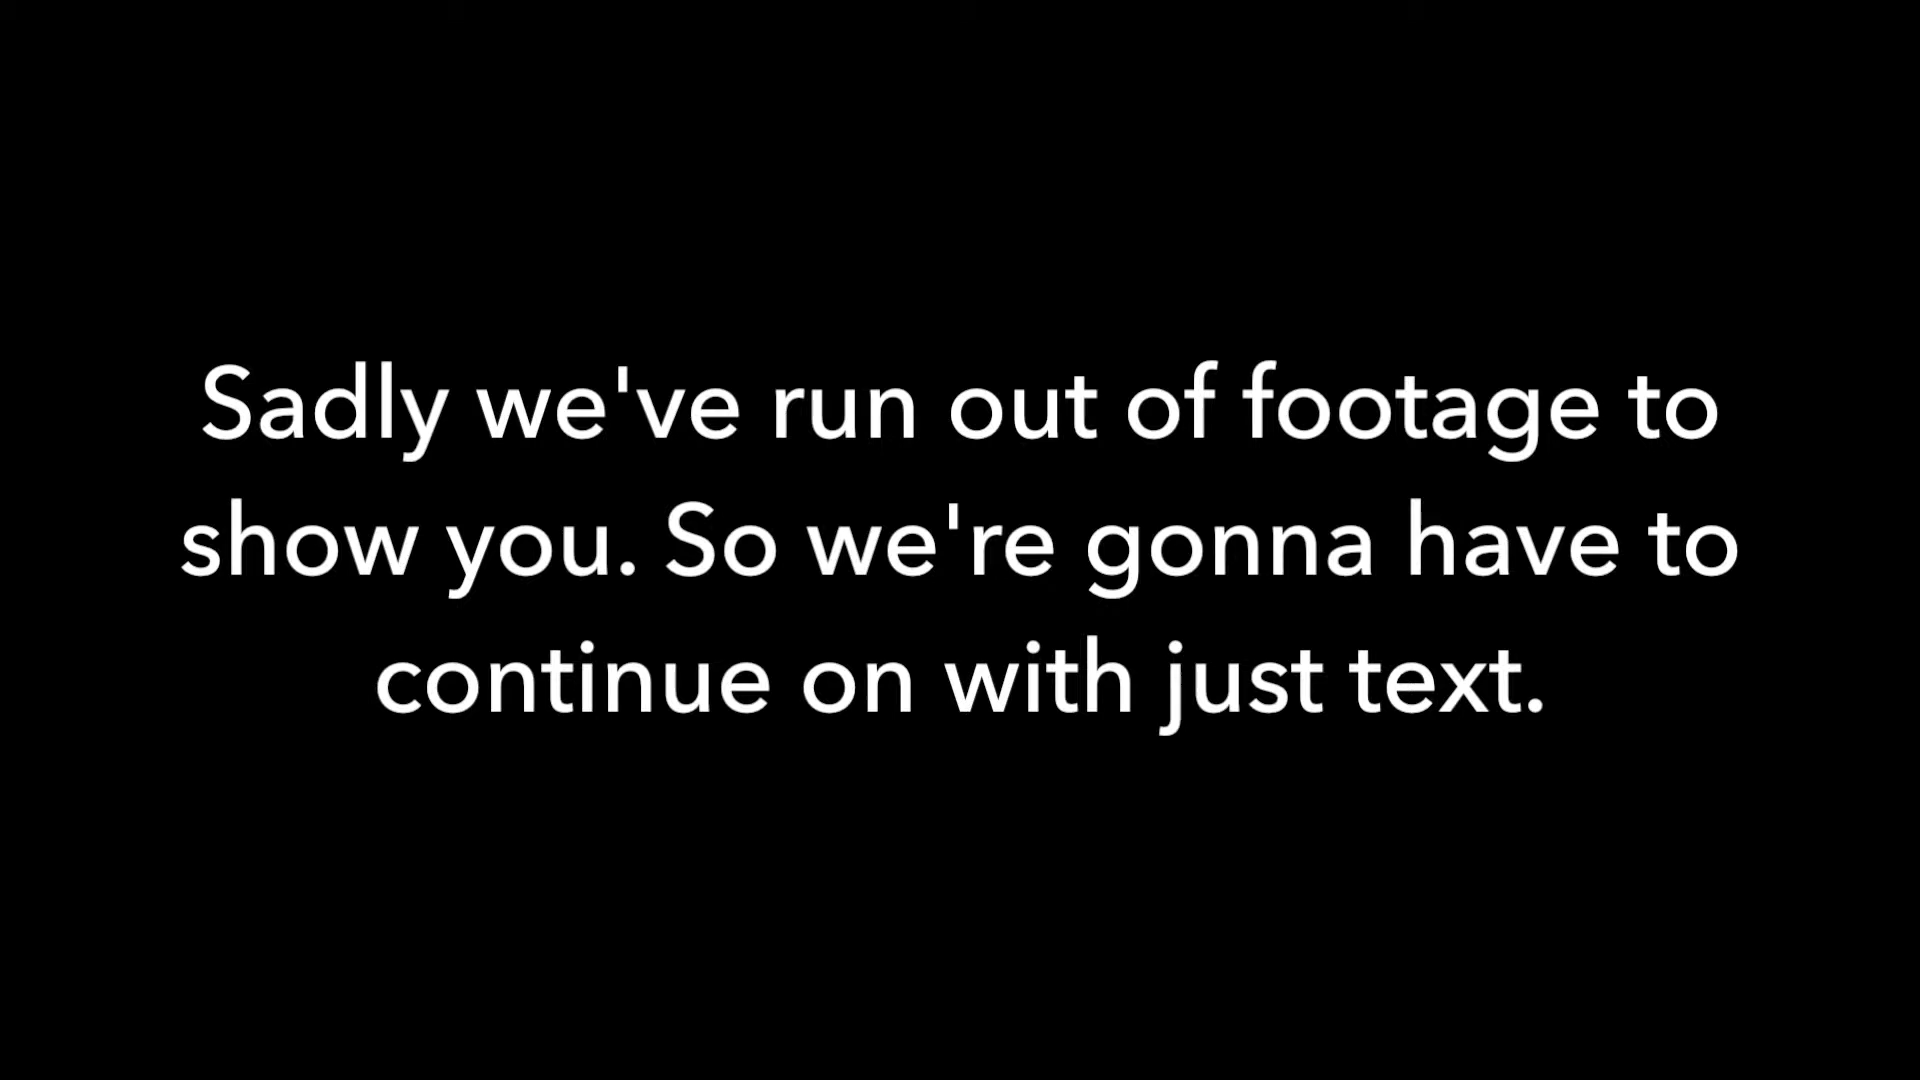 Sadly we've run out of footage to
show you. So we're gonna have to
continue on with just text.